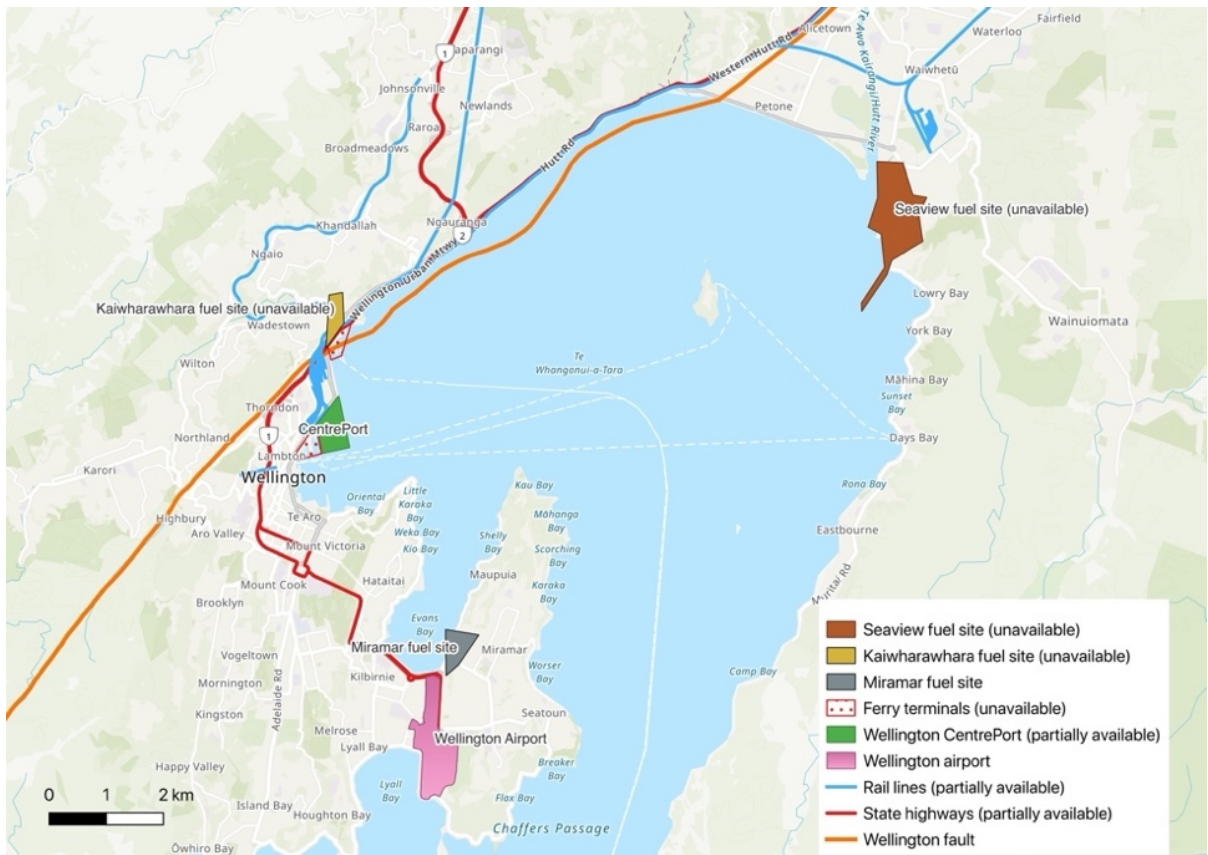 Alicetown
Fairfield
Waterloo
Waiwhetū
Te Awa Kairangi/Hutt River
Western Hutt Rd
Petone
1
aparangi
Johnsonville
Newlands
Raroa
Broadmeadows
Hutt Rd
Khandallah
Ngauranga
2
Ngaio
Wellington Urban Mtwy
Seaview fuel site (unavailable)
Kaiwharawhara fuel site (unavailable)
Wadestown
Lowry Bay
Wainuiomata
York Bay
Wilton
Te
Whanganui-a-Tara
Māhina Bay
Sunset
Bay
Thorndon
CentrePort
Northland
1
Days Bay
Lambton
Karori
Wellington
Kau Bay
Rona Bay
Oriental
Bay
Little
Karaka
Bay
Weka Bay
Kio Bay
Highbury
Te Aro
Aro Valley
Māhanga
Bay
Shelly
Bay
Eastbourne
Mount Victoria
Scorching
Bay
Hataitai
Maupuia
Mount Cook
Karaka
Bay
Brooklyn
Muritai Rd
Evans
Bay
Miramar fuel site
Miramar
Vogeltown
Worser
Bay
Camp Bay
Kilbirnie
Mornington
Adelaide Rd
Kingston
Melrose
Seatoun
Wellington Airport
Lyall Bay
Breaker
Bay
Happy Valley
Lyall
Bay
Island Bay
Houghton Bay
Flax Bay
Chaffers Passage
Ōwhiro Bay
0 1 2 km
Seaview fuel site (unavailable)
Kaiwharawhara fuel site (unavailable)
Miramar fuel site
Ferry terminals (unavailable)
Wellington CentrePort (partially available)
Wellington airport
Rail lines (partially available)
State highways (partially available)
Wellington fault